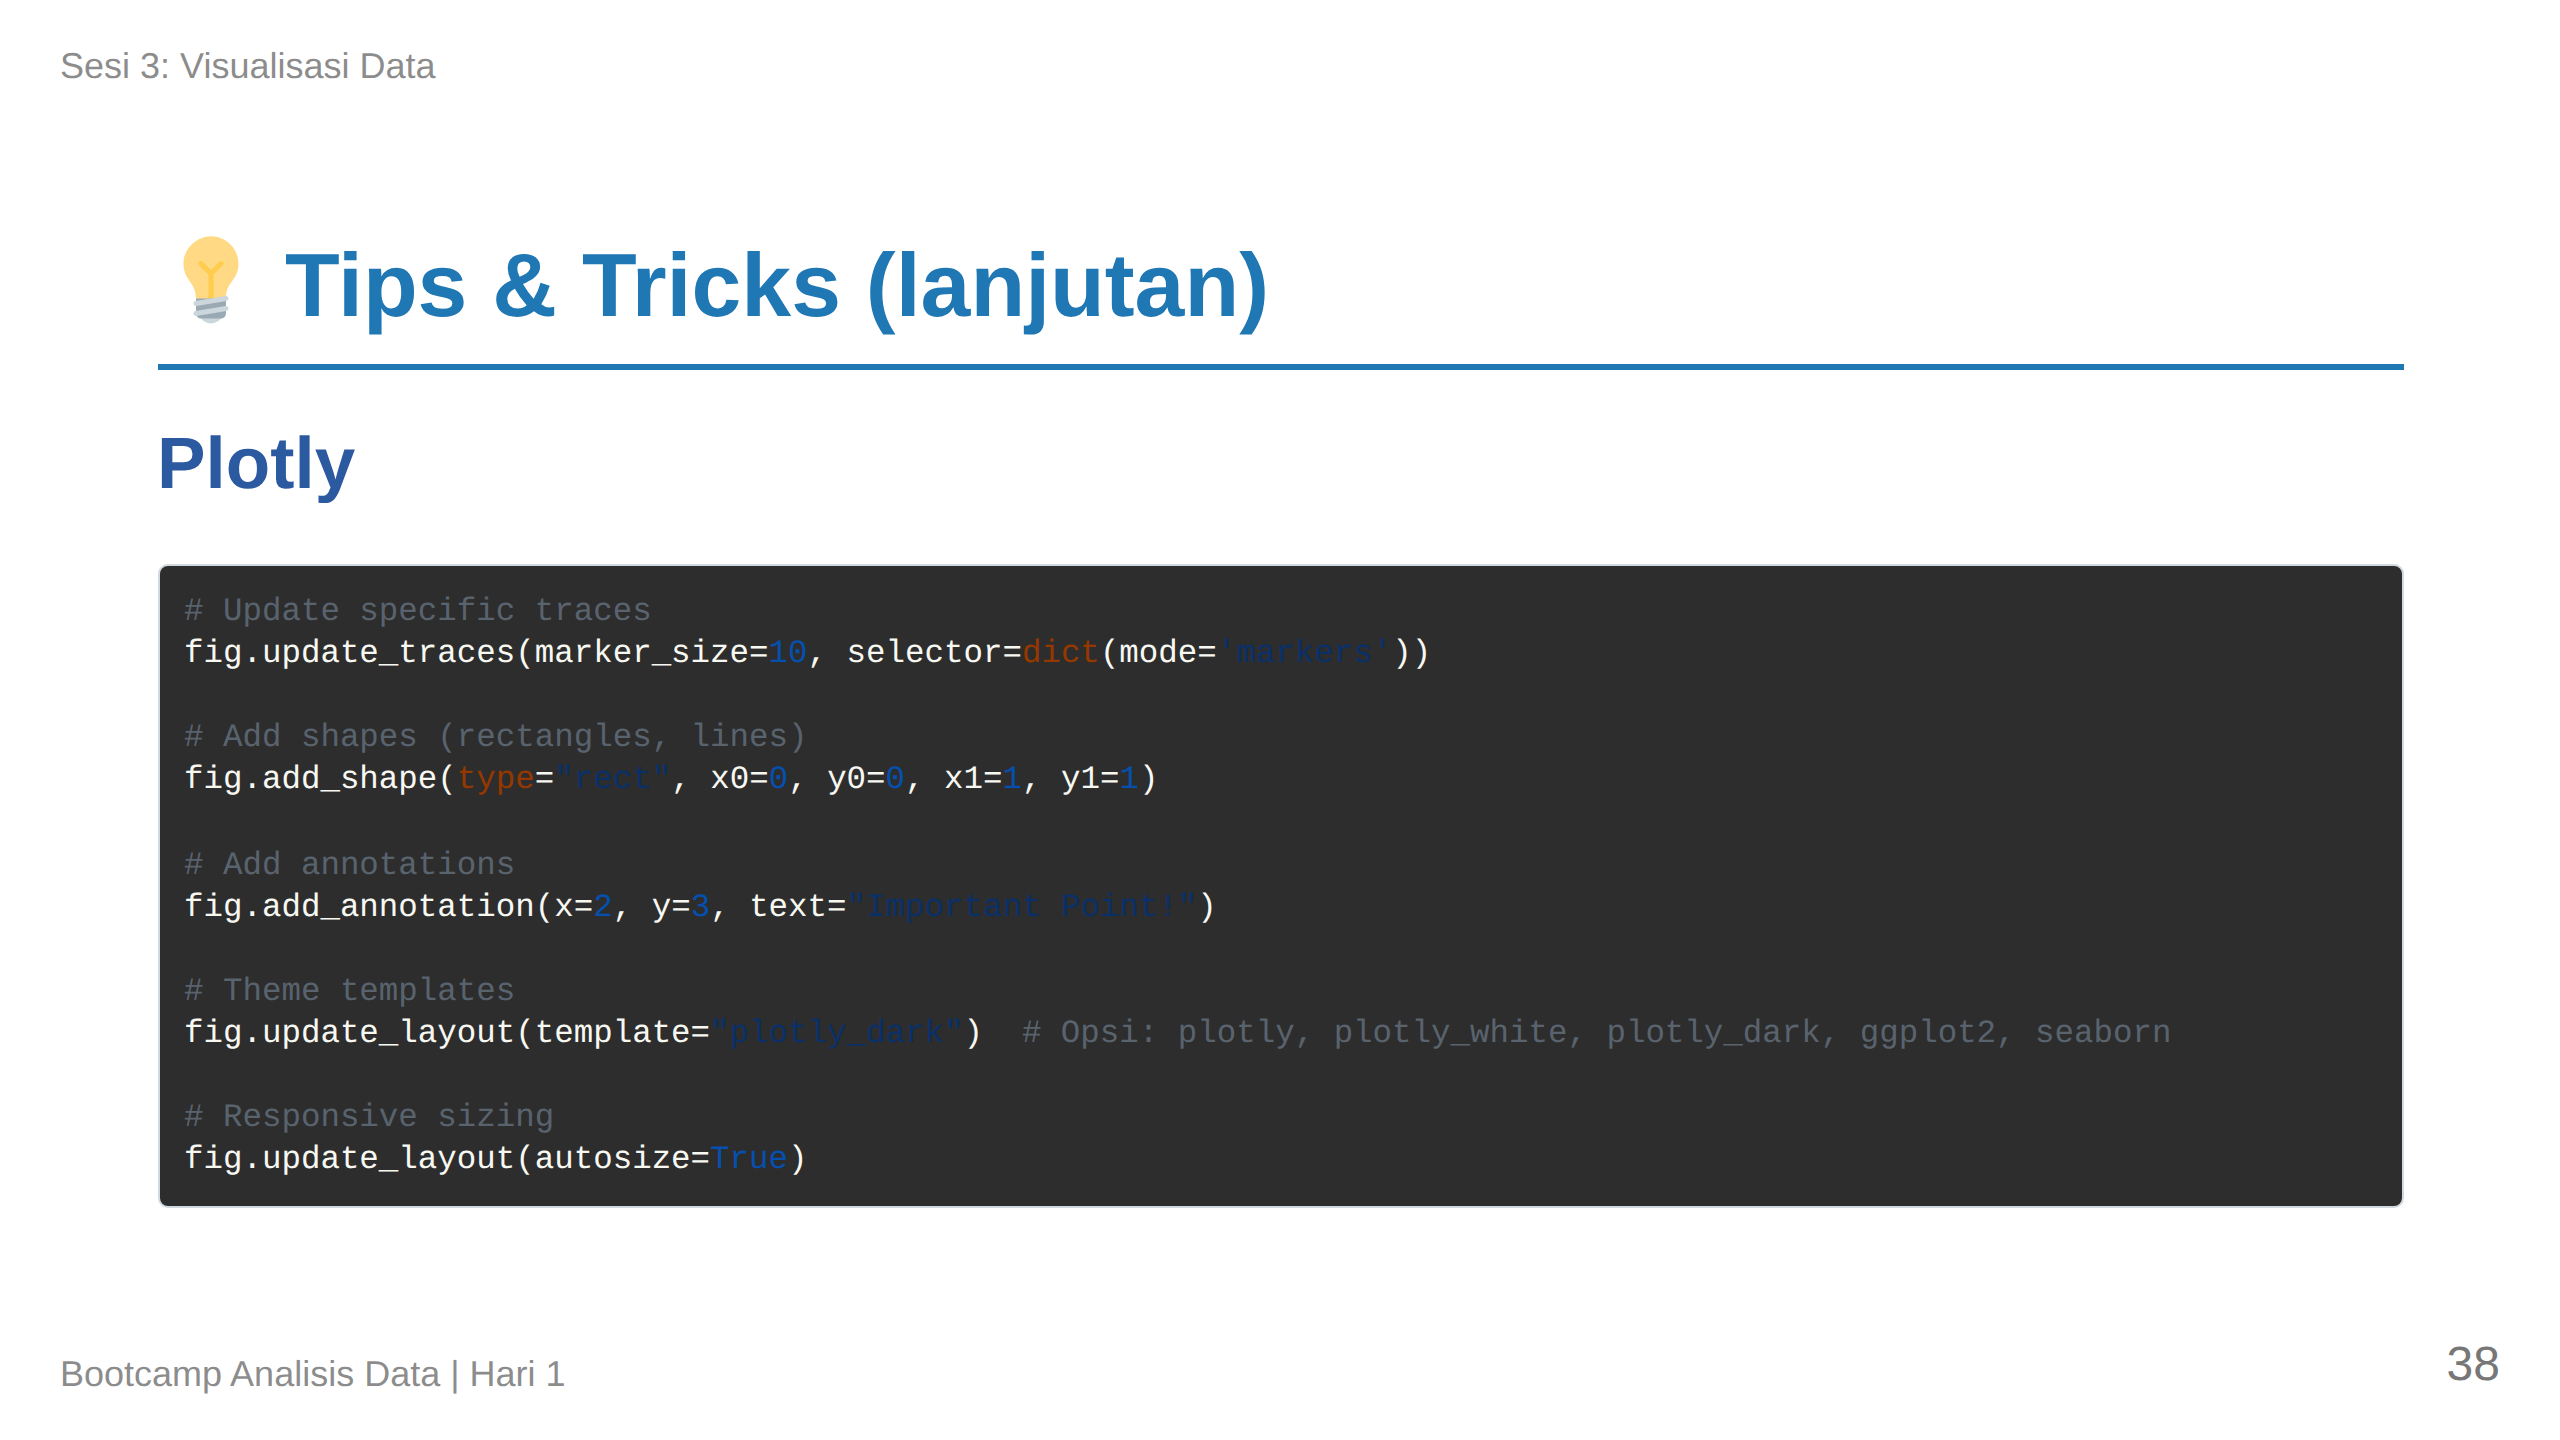 Sesi 3: Visualisasi Data
Tips & Tricks (lanjutan)
Plotly
# Update specific traces
fig.update_traces(marker_size=10, selector=dict(mode='markers'))
# Add shapes (rectangles, lines)
fig.add_shape(type="rect", x0=0, y0=0, x1=1, y1=1)
# Add annotations
fig.add_annotation(x=2, y=3, text="Important Point!")
# Theme templates
fig.update_layout(template="plotly_dark")  # Opsi: plotly, plotly_white, plotly_dark, ggplot2, seaborn
# Responsive sizing
fig.update_layout(autosize=True)
Bootcamp Analisis Data | Hari 1
38